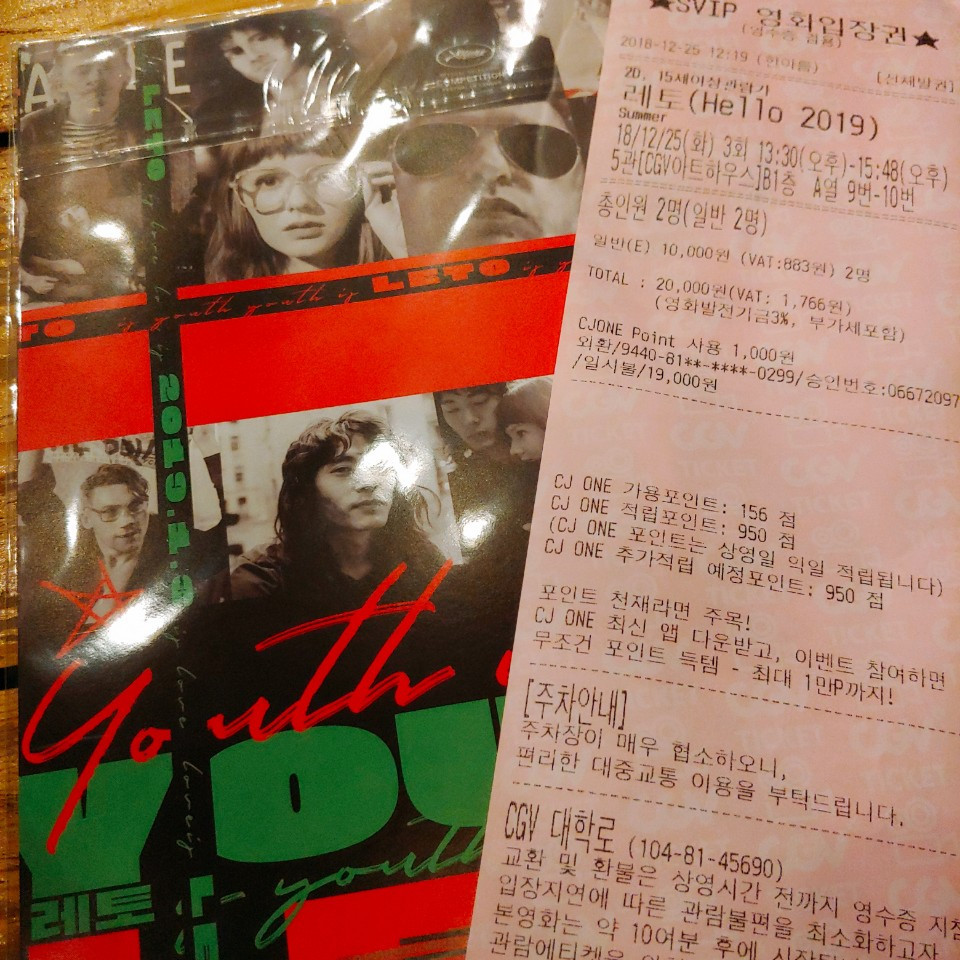 LETO
youth is
LETO
2019.1.
Youth
YOU
youth
레토
★SVIP 영화입장권★
(영수증 겸용)
2018-12-25 12:19 (한아름)
2D, 15세이상관람가
레토(Hello 2019)
Summer
18/12/25(화) 3회 13:30(오후)-15:48(오후)
5관[CGV아트하우스]B1층 A열 9번-10번
총인원 2명(일반 2명)
일반(E) 10,000원 (VAT:883원) 2명
TOTAL : 20,000원(VAT: 1,766원)
(영화발전기금3%, 부가세포함)
CJONE Point 사용 1,000원
외환/9440-81**-****-0299/승인번호:06672097
/일시불/19,000원
CJ ONE 가용포인트: 156 점
CJ ONE 적립포인트: 950 점
(CJ ONE 포인트는 상영일 익일 적립됩니다)
CJ ONE 추가적립 예정포인트: 950 점
포인트 천재라면 주목!
CJ ONE 최신 앱 다운받고, 이벤트 참여하면
무조건 포인트 득템 - 최대 1만P까지!
[주차안내]
주차장이 매우 협소하오니,
편리한 대중교통 이용을 부탁드립니다.
CGV 대학로 (104-81-45690)
교환 및 환불은 상영시간 전까지 영수증
입장지연에 따른 관람불편을 최소화하고자
본영화는 약 10여분 후에
관람에티켓을